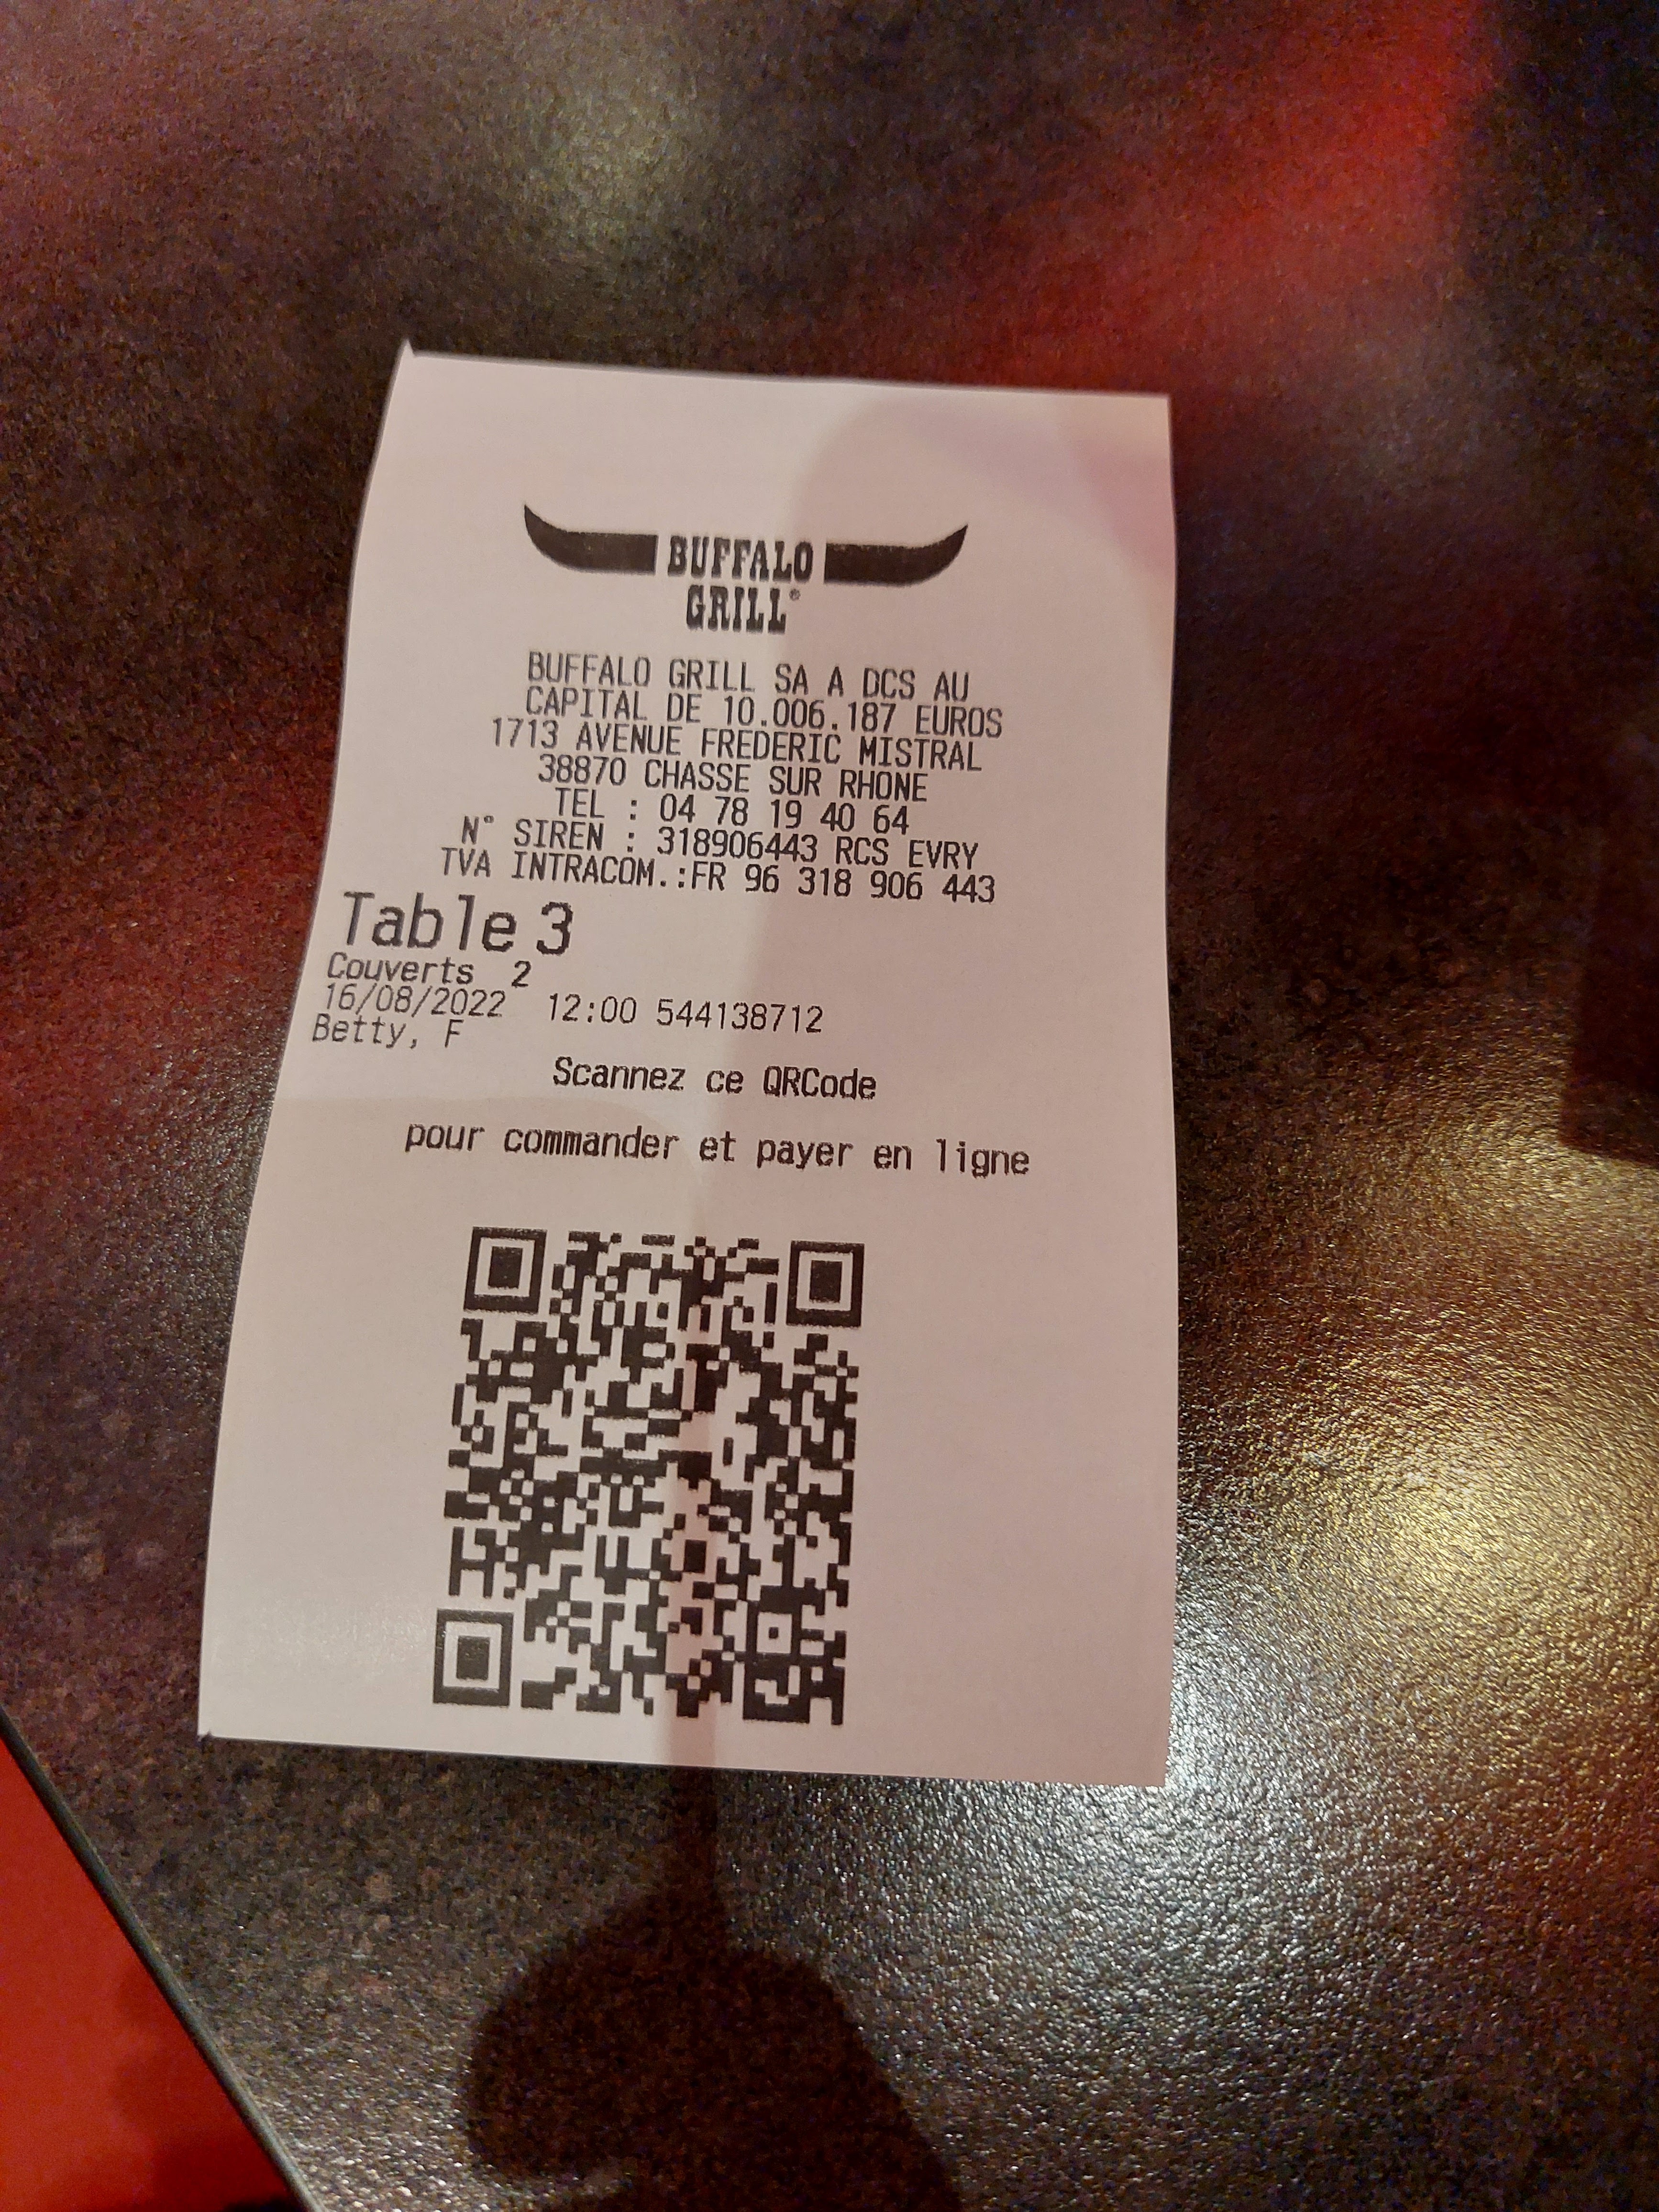 BUFFALO
GRILL®
BUFFALO GRILL SA A DCS AU
CAPITAL DE 10.006.187 EUROS
1713 AVENUE FREDERIC MISTRAL
38870 CHASSE SUR RHONE
TEL : 04 78 19 40 64
N° SIREN : 318906443 RCS EVRY
TVA INTRACOM.:FR 96 318 906 443
Table 3
Couverts 2
16/08/2022 12:00 544138712
Betty, F
Scannez ce QRCode
pour commander et payer en ligne